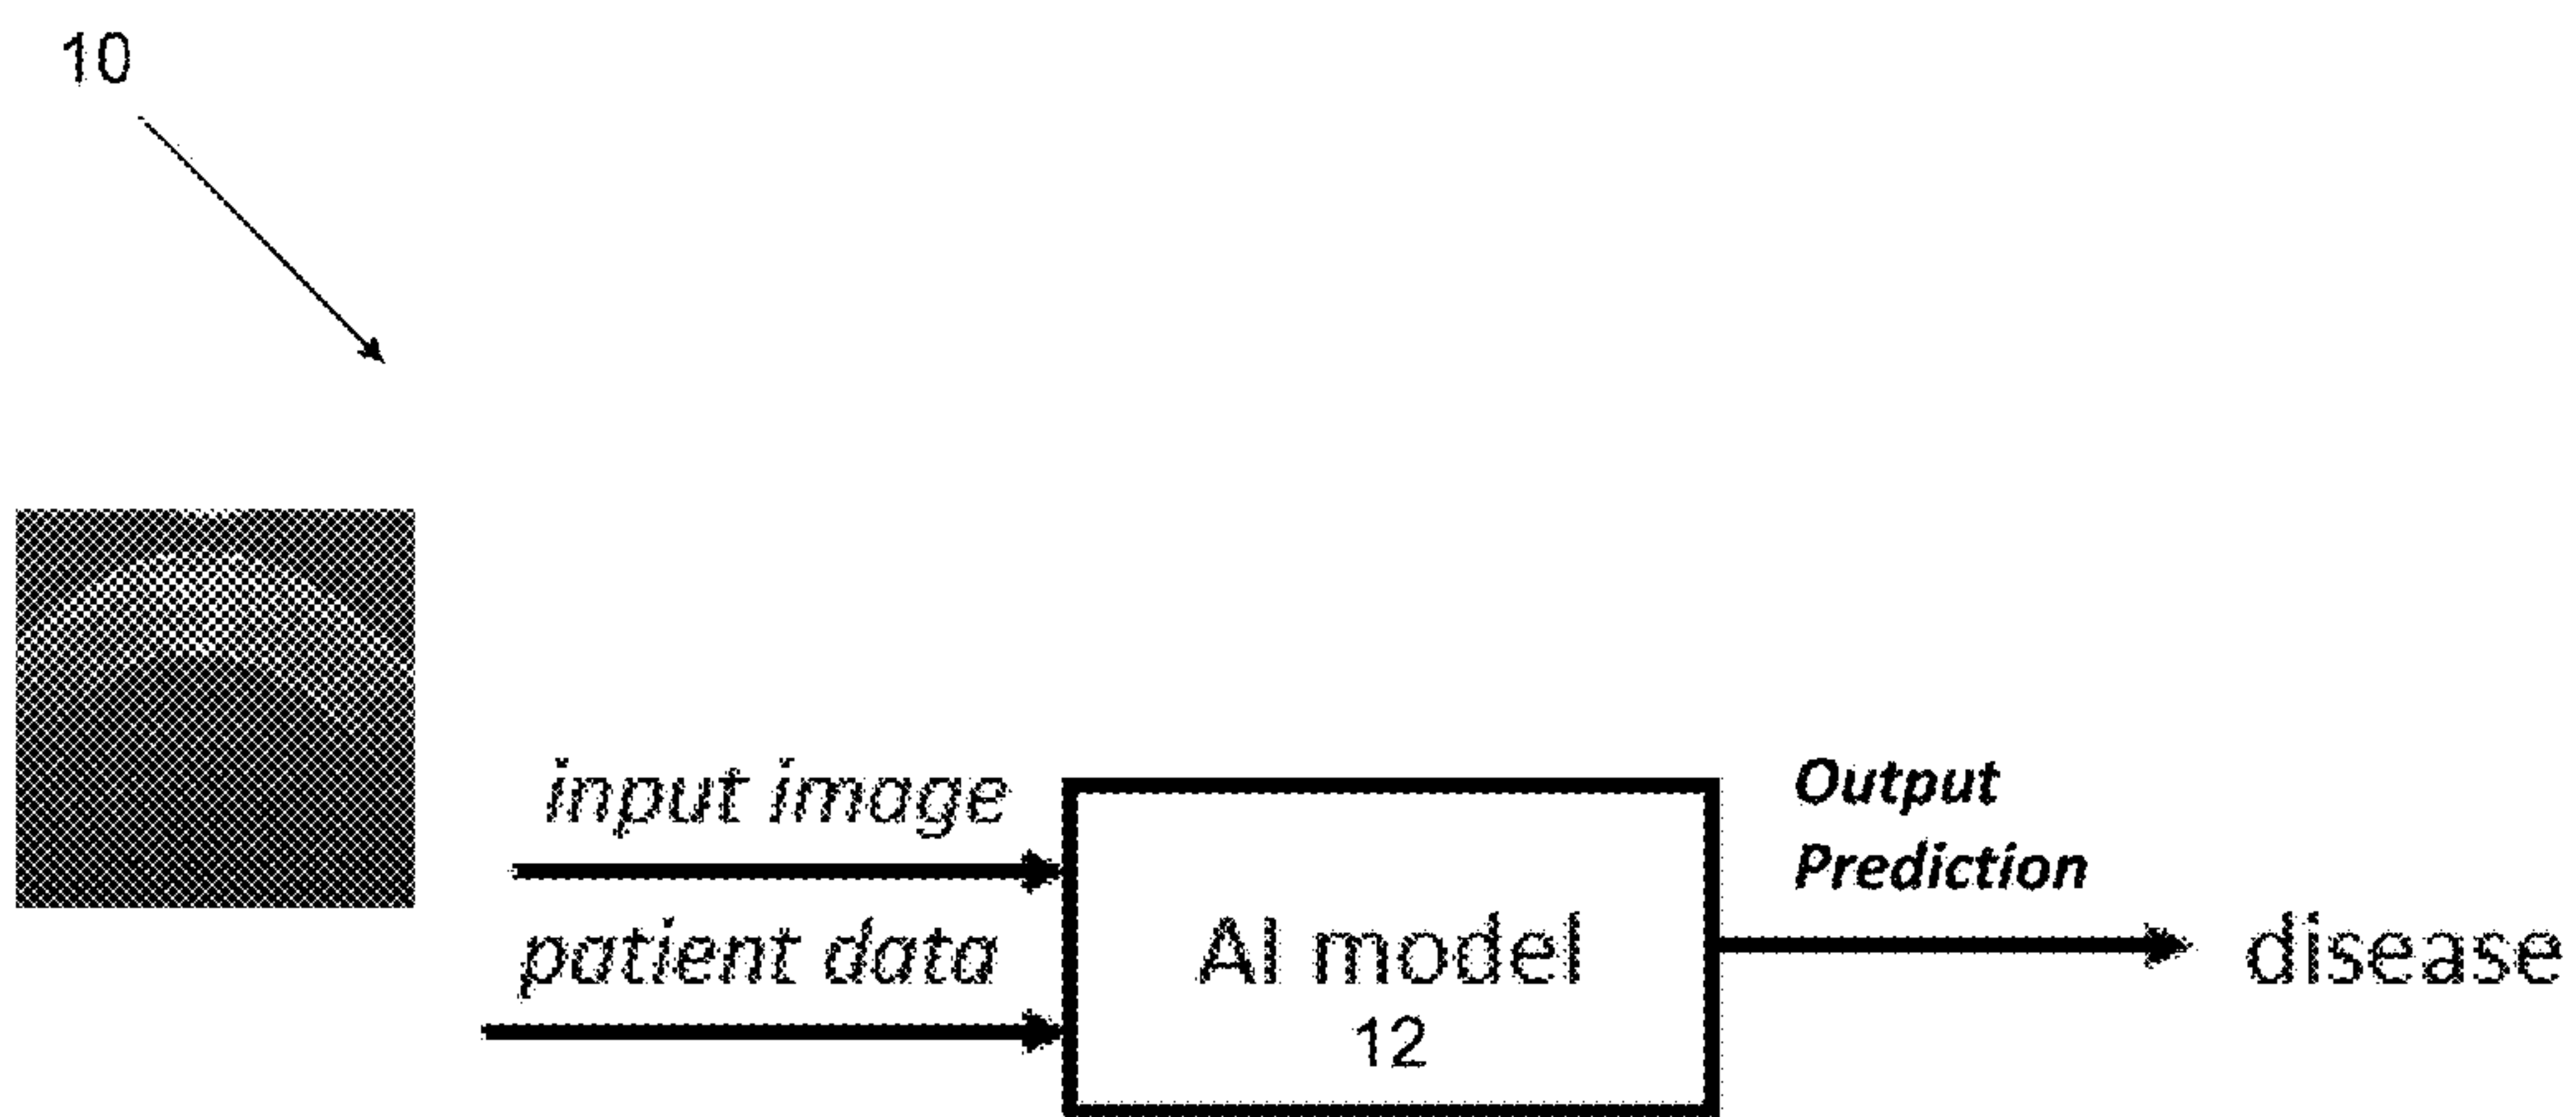 10
input image
patient data
AI model
12
Output
Prediction
disease